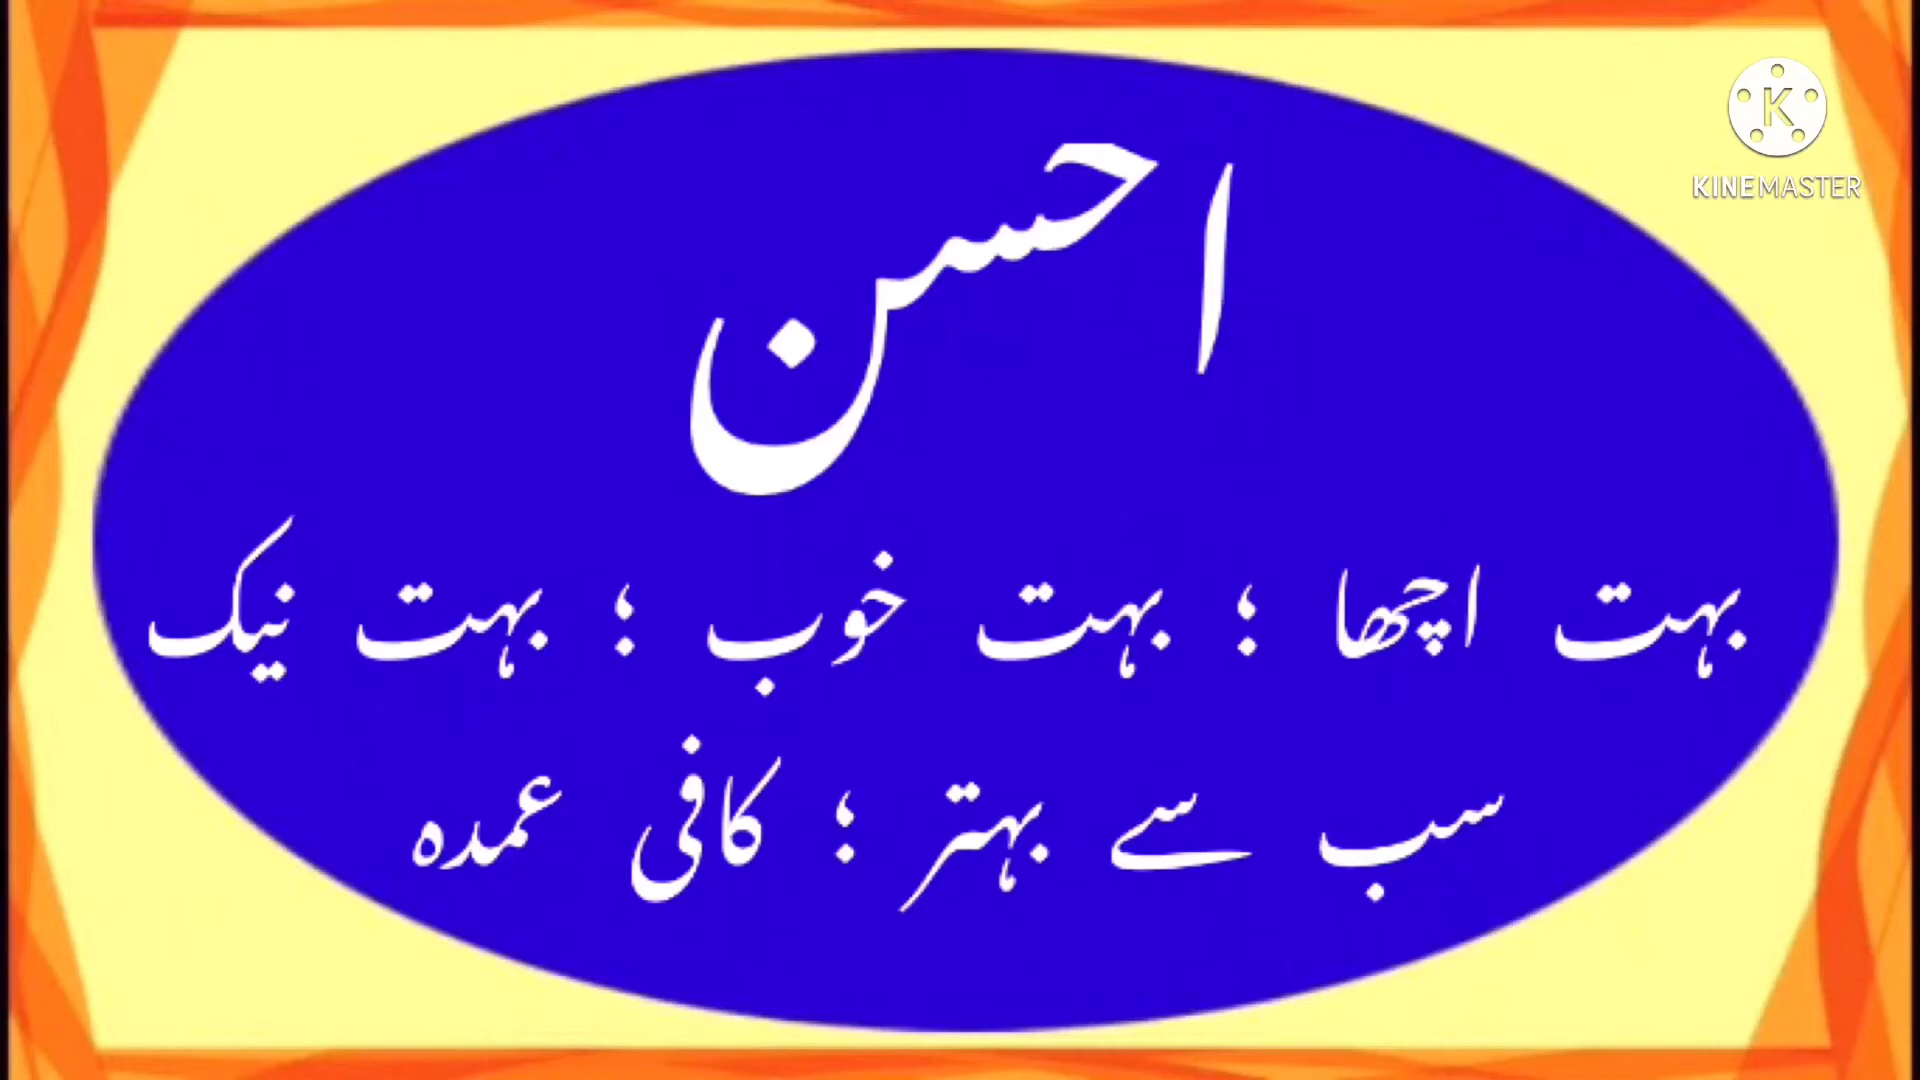 احسن
بہت اچھا ؛ بہت خوب ؛ بہت نیک
سب سے بہتر ؛ کافی عمدہ
K
KINEMASTER